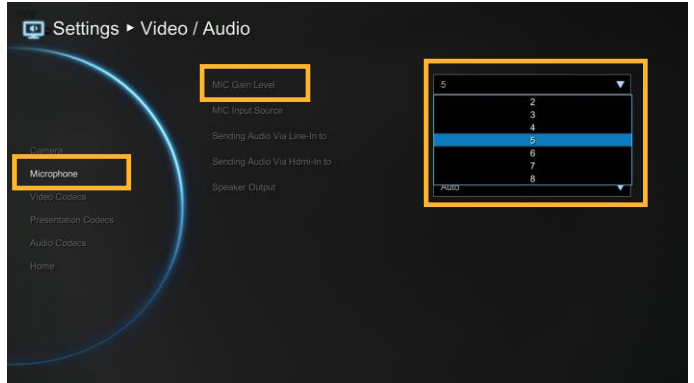 Settings ▸ Video / Audio
MIC Gain Level
5
MIC Input Source
2
3
4
5
6
7
8
Sending Audio Via Line-In to
Sending Audio Via Hdmi-In to
Speaker Output
Auto
Camera
Microphone
Video Codecs
Presentation Codecs
Audio Codecs
Home